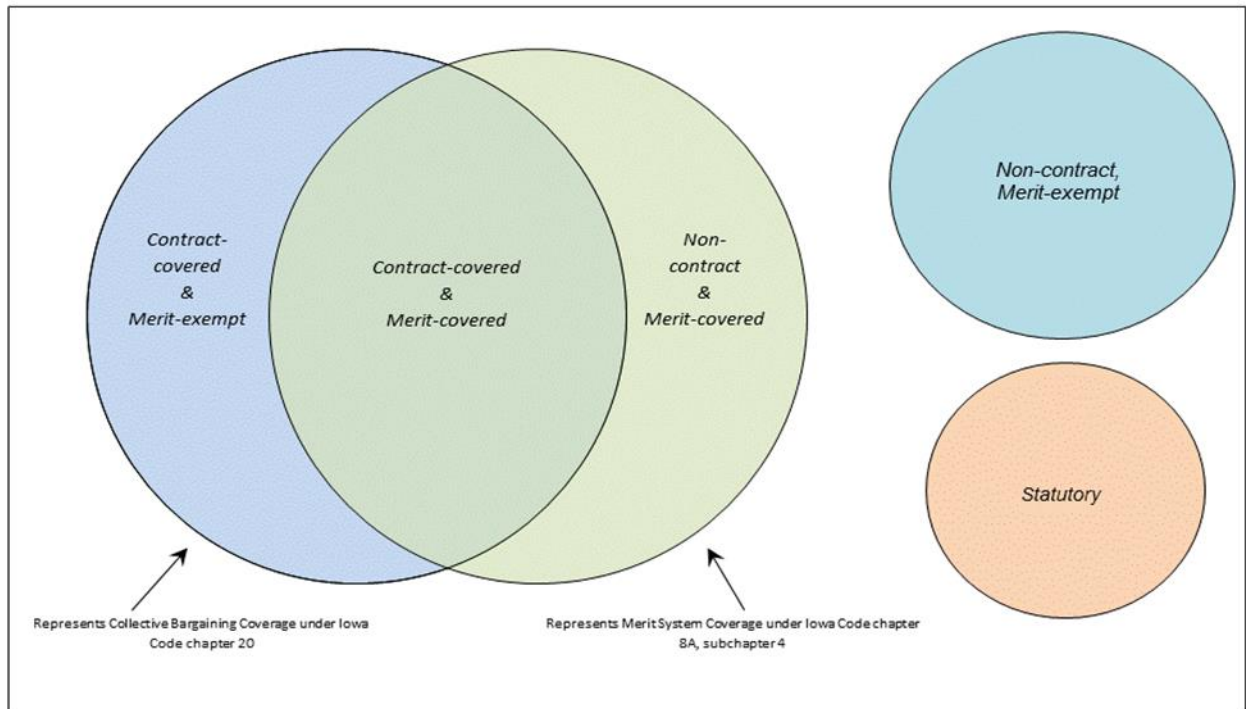 Contract-
covered
&
Merit-exempt
Contract-covered
&
Merit-covered
Non-
contract
&
Merit-covered
Non-contract,
Merit-exempt
Statutory
Represents Collective Bargaining Coverage under Iowa
Code chapter 20
Represents Merit System Coverage under Iowa Code chapter
8A, subchapter 4